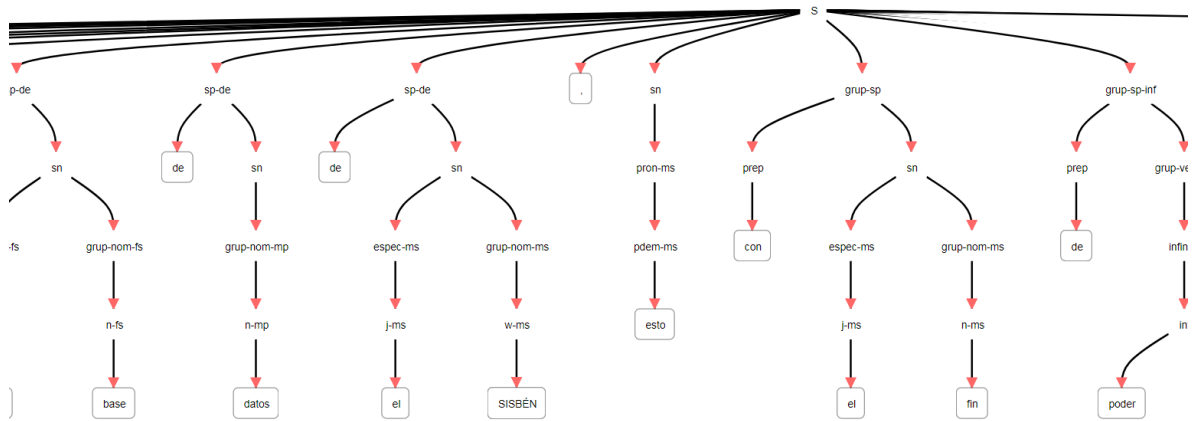 S
p-de sp-de sp-de , sn grup-sp grup-sp-inf
sn de sn de sn pron-ms prep sn prep grup-ve
-fs grup-nom-fs grup-nom-mp espec-ms grup-nom-ms pdem-ms con espec-ms grup-nom-ms de infin
n-fs n-mp j-ms w-ms esto j-ms n-ms in
base datos el SISBÉN el fin poder